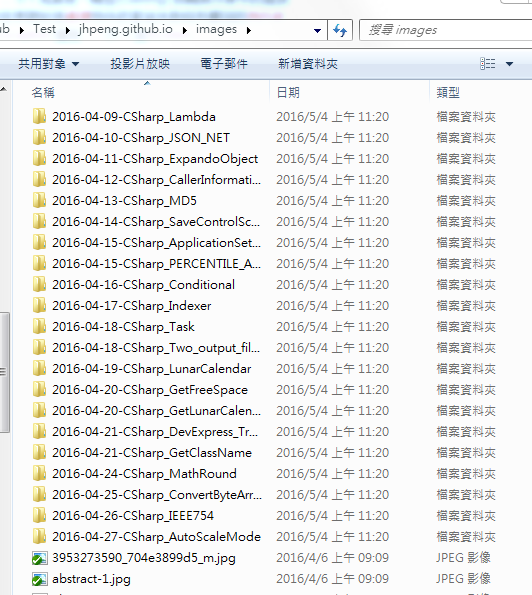 ub ▸ Test ▸ jhpeng.github.io ▸ images ▸ 搜尋 images
共用對象 投影片放映 電子郵件 新增資料夾
名稱 日期 類型
2016-04-09-CSharp_Lambda 2016/5/4 上午 11:20 檔案資料夾
2016-04-10-CSharp_JSON_NET 2016/5/4 上午 11:20 檔案資料夾
2016-04-11-CSharp_ExpandoObject 2016/5/4 上午 11:20 檔案資料夾
2016-04-12-CSharp_CallerInformati... 2016/5/4 上午 11:20 檔案資料夾
2016-04-13-CSharp_MD5 2016/5/4 上午 11:20 檔案資料夾
2016-04-14-CSharp_SaveControlSc... 2016/5/4 上午 11:20 檔案資料夾
2016-04-15-CSharp_ApplicationSet... 2016/5/4 上午 11:20 檔案資料夾
2016-04-15-CSharp_PERCENTILE_A... 2016/5/4 上午 11:20 檔案資料夾
2016-04-16-CSharp_Conditional 2016/5/4 上午 11:20 檔案資料夾
2016-04-17-CSharp_Indexer 2016/5/4 上午 11:20 檔案資料夾
2016-04-18-CSharp_Task 2016/5/4 上午 11:20 檔案資料夾
2016-04-18-CSharp_Two_output_fil... 2016/5/4 上午 11:20 檔案資料夾
2016-04-19-CSharp_LunarCalendar 2016/5/4 上午 11:20 檔案資料夾
2016-04-20-CSharp_GetFreeSpace 2016/5/4 上午 11:20 檔案資料夾
2016-04-20-CSharp_GetLunarCalen... 2016/5/4 上午 11:20 檔案資料夾
2016-04-21-CSharp_DevExpress_Tr... 2016/5/4 上午 11:20 檔案資料夾
2016-04-21-CSharp_GetClassName 2016/5/4 上午 11:20 檔案資料夾
2016-04-24-CSharp_MathRound 2016/5/4 上午 11:20 檔案資料夾
2016-04-25-CSharp_ConvertByteArr... 2016/5/4 上午 11:20 檔案資料夾
2016-04-26-CSharp_IEEE754 2016/5/4 上午 11:20 檔案資料夾
2016-04-27-CSharp_AutoScaleMode 2016/5/4 上午 11:20 檔案資料夾
3953273590_704e3899d5_m.jpg 2016/4/6 上午 09:09 JPEG 影像
abstract-1.jpg 2016/4/6 上午 09:09 JPEG 影像